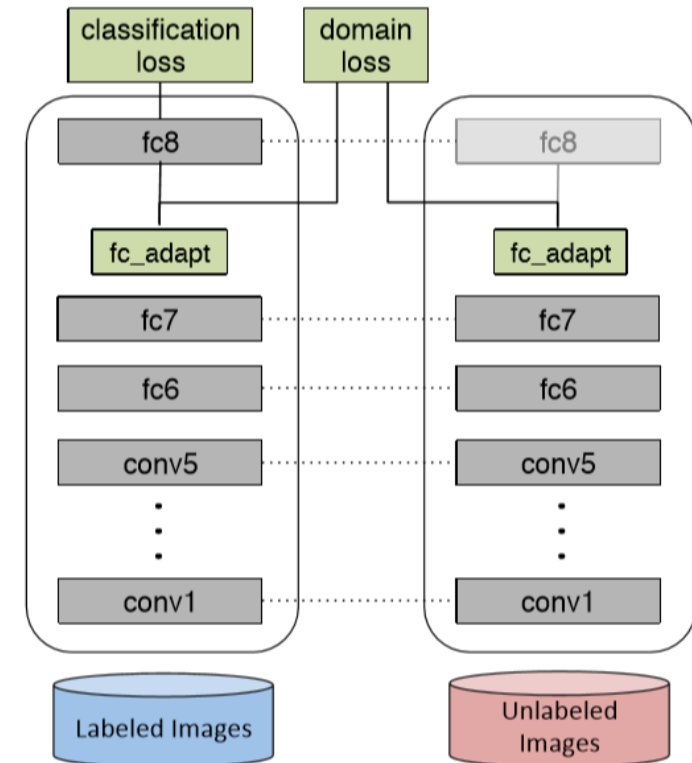 classification
loss
domain
loss
fc8
fc8
fc_adapt
fc_adapt
fc7
fc7
fc6
fc6
conv5
conv5
conv1
conv1
Labeled Images
Unlabeled
Images